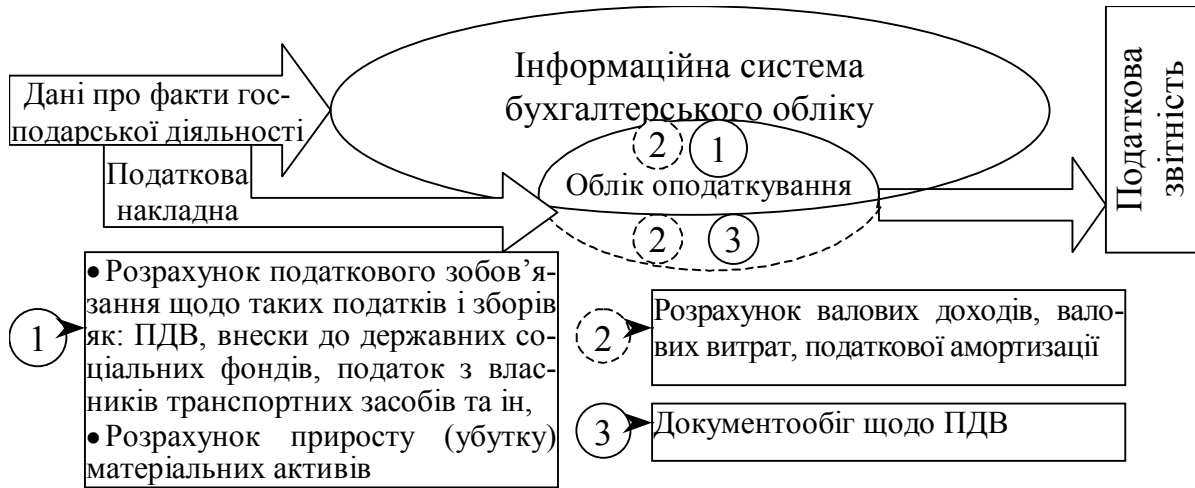 Інформаційна система
бухгалтерського обліку
Дані про факти гос-
подарської діяльності
Податкова
накладна
2
1
Облік оподаткування
2
3
Податкова
звітність
1
•Розрахунок податкового зобов’я-
зання щодо таких податків і зборів
як: ПДВ, внески до державних со-
ціальних фондів, податок з влас-
ників транспортних засобів та ін,
•Розрахунок приросту (убутку)
матеріальних активів
2
Розрахунок валових доходів, вало-
вих витрат, податкової амортизації
3
Документообіг щодо ПДВ